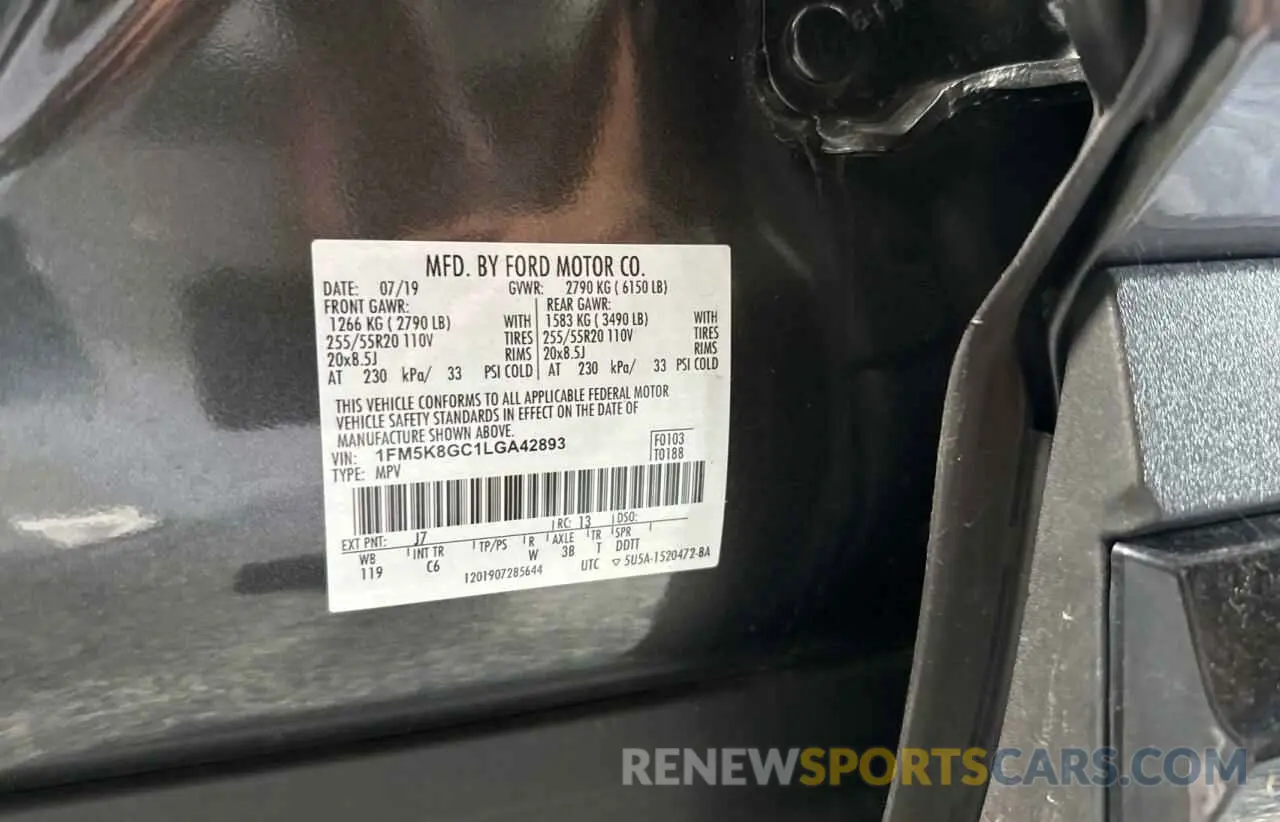 MFD. BY FORD MOTOR CO.
DATE: 07/19 GVWR: 2790 KG ( 6150 LB)
FRONT GAWR: REAR GAWR:
1266 KG ( 2790 LB) WITH 1583 KG ( 3490 LB) WITH
255/55R20 110V TIRES 255/55R20 110V TIRES
20x8.5J RIMS 20x8.5J RIMS
AT 230 kPa/ 33 PSI COLD AT 230 kPa/ 33 PSI COLD
THIS VEHICLE CONFORMS TO ALL APPLICABLE FEDERAL MOTOR
VEHICLE SAFETY STANDARDS IN EFFECT ON THE DATE OF
MANUFACTURE SHOWN ABOVE.
VIN: 1FM5K8GC1LGA42893 F0103
TYPE: MPV T0188
EXT PNT: J7 RC: 13 DSO:
WB INT TR TP/PS R AXLE TR SPR
119 C6 W 3B T DDTT
1201907285644 UTC ▽ 5U5A-1520472-BA
RENEWSPORTSCARS.COM